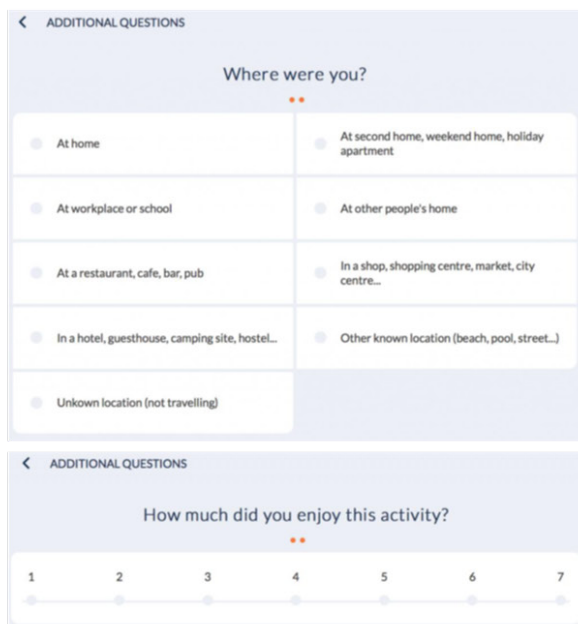 ADDITIONAL QUESTIONS
Where were you?
At home
At second home, weekend home, holiday
apartment
At workplace or school
At other people's home
At a restaurant, cafe, bar, pub
In a shop, shopping centre, market, city
centre...
In a hotel, guesthouse, camping site, hostel...
Other known location (beach, pool, street...)
Unkown location (not travelling)
ADDITIONAL QUESTIONS
How much did you enjoy this activity?
1 2 3 4 5 6 7